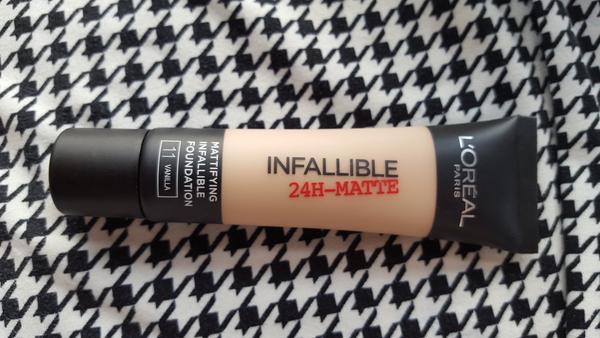 MATTIFYING
INFALLIBLE
FOUNDATION
11 VANILLA
INFALLIBLE
24H-MATTE
L'ORÉAL
PARIS